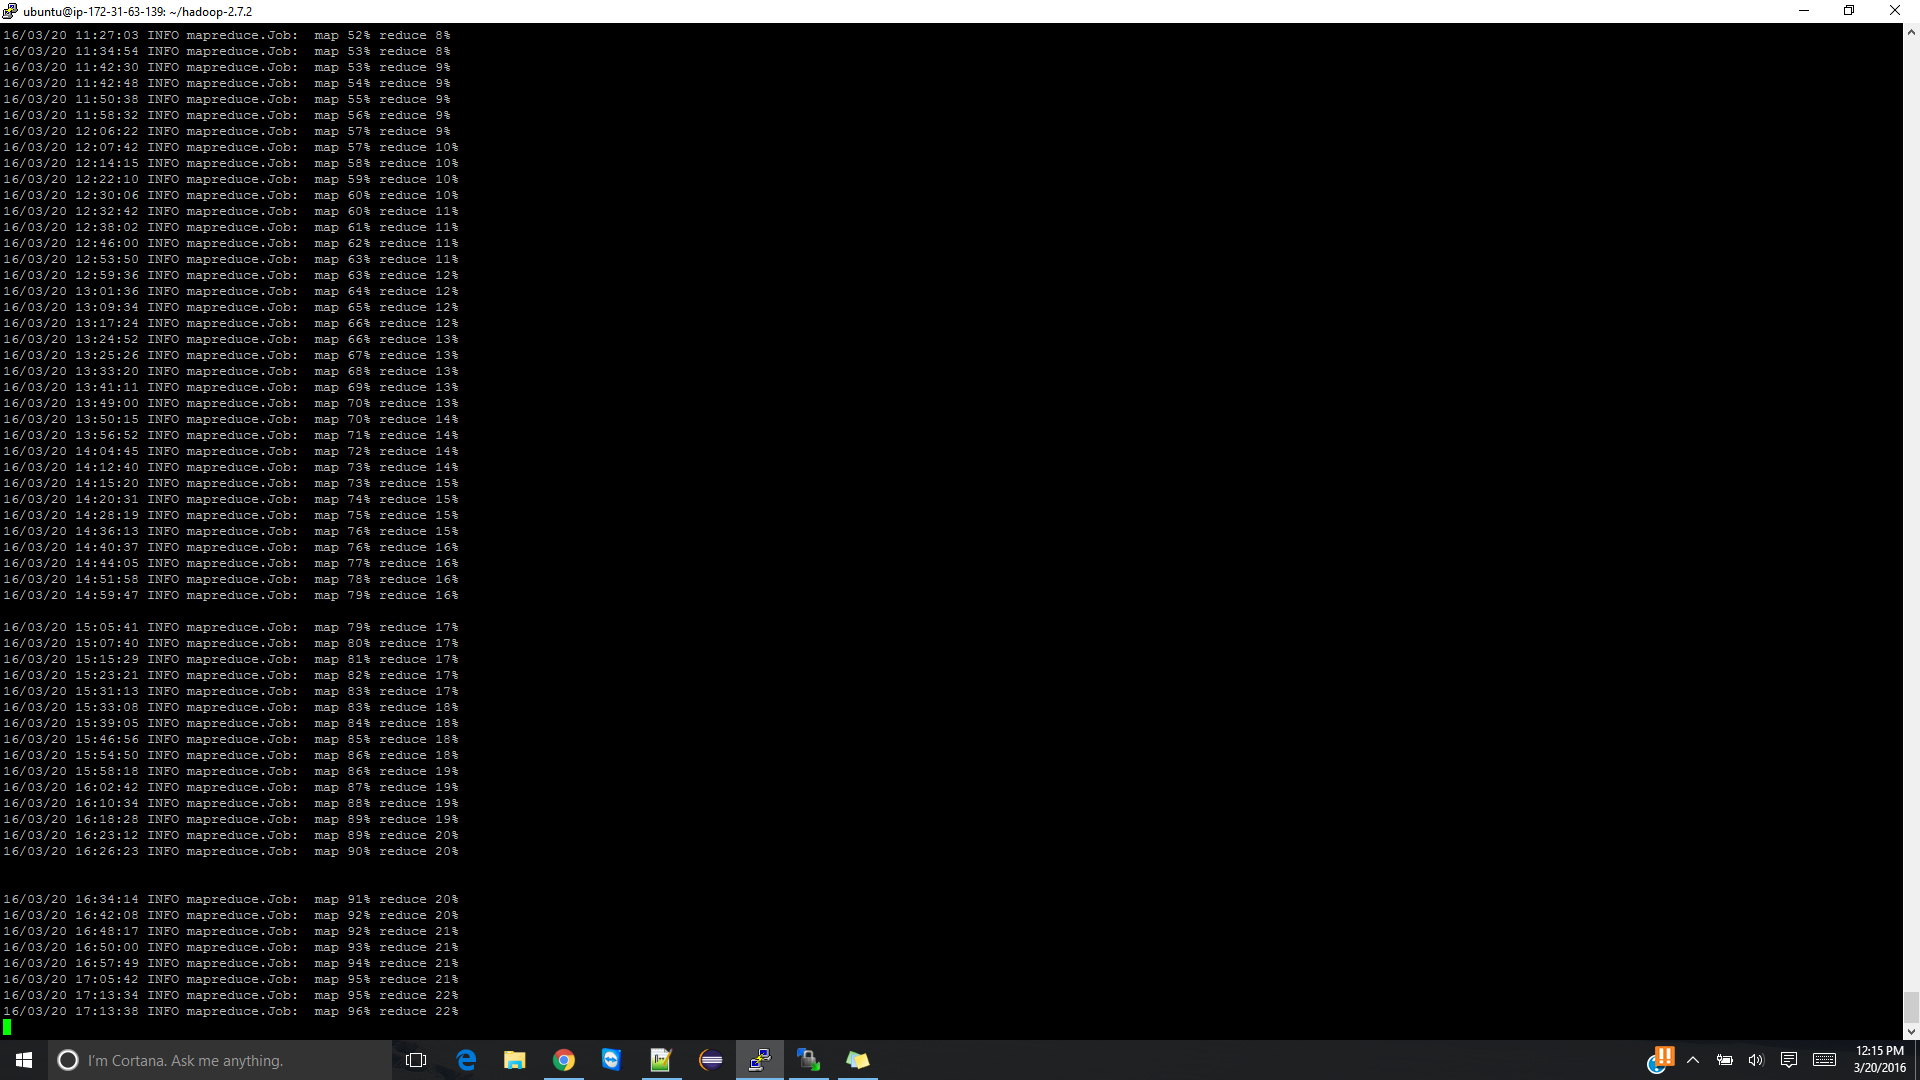 ubuntu@ip-172-31-63-139: ~/hadoop-2.7.2
16/03/20 11:27:03 INFO mapreduce.Job:  map 52% reduce 8%
16/03/20 11:34:54 INFO mapreduce.Job:  map 53% reduce 8%
16/03/20 11:42:30 INFO mapreduce.Job:  map 53% reduce 9%
16/03/20 11:42:48 INFO mapreduce.Job:  map 54% reduce 9%
16/03/20 11:50:38 INFO mapreduce.Job:  map 55% reduce 9%
16/03/20 11:58:32 INFO mapreduce.Job:  map 56% reduce 9%
16/03/20 12:06:22 INFO mapreduce.Job:  map 57% reduce 9%
16/03/20 12:07:42 INFO mapreduce.Job:  map 57% reduce 10%
16/03/20 12:14:15 INFO mapreduce.Job:  map 58% reduce 10%
16/03/20 12:22:10 INFO mapreduce.Job:  map 59% reduce 10%
16/03/20 12:30:06 INFO mapreduce.Job:  map 60% reduce 10%
16/03/20 12:32:42 INFO mapreduce.Job:  map 60% reduce 11%
16/03/20 12:38:02 INFO mapreduce.Job:  map 61% reduce 11%
16/03/20 12:46:00 INFO mapreduce.Job:  map 62% reduce 11%
16/03/20 12:53:50 INFO mapreduce.Job:  map 63% reduce 11%
16/03/20 12:59:36 INFO mapreduce.Job:  map 63% reduce 12%
16/03/20 13:01:36 INFO mapreduce.Job:  map 64% reduce 12%
16/03/20 13:09:34 INFO mapreduce.Job:  map 65% reduce 12%
16/03/20 13:17:24 INFO mapreduce.Job:  map 66% reduce 12%
16/03/20 13:24:52 INFO mapreduce.Job:  map 66% reduce 13%
16/03/20 13:25:26 INFO mapreduce.Job:  map 67% reduce 13%
16/03/20 13:33:20 INFO mapreduce.Job:  map 68% reduce 13%
16/03/20 13:41:11 INFO mapreduce.Job:  map 69% reduce 13%
16/03/20 13:49:00 INFO mapreduce.Job:  map 70% reduce 13%
16/03/20 13:50:15 INFO mapreduce.Job:  map 70% reduce 14%
16/03/20 13:56:52 INFO mapreduce.Job:  map 71% reduce 14%
16/03/20 14:04:45 INFO mapreduce.Job:  map 72% reduce 14%
16/03/20 14:12:40 INFO mapreduce.Job:  map 73% reduce 14%
16/03/20 14:15:20 INFO mapreduce.Job:  map 73% reduce 15%
16/03/20 14:20:31 INFO mapreduce.Job:  map 74% reduce 15%
16/03/20 14:28:19 INFO mapreduce.Job:  map 75% reduce 15%
16/03/20 14:36:13 INFO mapreduce.Job:  map 76% reduce 15%
16/03/20 14:40:37 INFO mapreduce.Job:  map 76% reduce 16%
16/03/20 14:44:05 INFO mapreduce.Job:  map 77% reduce 16%
16/03/20 14:51:58 INFO mapreduce.Job:  map 78% reduce 16%
16/03/20 14:59:47 INFO mapreduce.Job:  map 79% reduce 16%
16/03/20 15:05:41 INFO mapreduce.Job:  map 79% reduce 17%
16/03/20 15:07:40 INFO mapreduce.Job:  map 80% reduce 17%
16/03/20 15:15:29 INFO mapreduce.Job:  map 81% reduce 17%
16/03/20 15:23:21 INFO mapreduce.Job:  map 82% reduce 17%
16/03/20 15:31:13 INFO mapreduce.Job:  map 83% reduce 17%
16/03/20 15:33:08 INFO mapreduce.Job:  map 83% reduce 18%
16/03/20 15:39:05 INFO mapreduce.Job:  map 84% reduce 18%
16/03/20 15:46:56 INFO mapreduce.Job:  map 85% reduce 18%
16/03/20 15:54:50 INFO mapreduce.Job:  map 86% reduce 18%
16/03/20 15:58:18 INFO mapreduce.Job:  map 86% reduce 19%
16/03/20 16:02:42 INFO mapreduce.Job:  map 87% reduce 19%
16/03/20 16:10:34 INFO mapreduce.Job:  map 88% reduce 19%
16/03/20 16:18:28 INFO mapreduce.Job:  map 89% reduce 19%
16/03/20 16:23:12 INFO mapreduce.Job:  map 89% reduce 20%
16/03/20 16:26:23 INFO mapreduce.Job:  map 90% reduce 20%
16/03/20 16:34:14 INFO mapreduce.Job:  map 91% reduce 20%
16/03/20 16:42:08 INFO mapreduce.Job:  map 92% reduce 20%
16/03/20 16:48:17 INFO mapreduce.Job:  map 92% reduce 21%
16/03/20 16:50:00 INFO mapreduce.Job:  map 93% reduce 21%
16/03/20 16:57:49 INFO mapreduce.Job:  map 94% reduce 21%
16/03/20 17:05:42 INFO mapreduce.Job:  map 95% reduce 21%
16/03/20 17:13:34 INFO mapreduce.Job:  map 95% reduce 22%
16/03/20 17:13:38 INFO mapreduce.Job:  map 96% reduce 22%
I'm Cortana. Ask me anything.
12:15 PM
3/20/2016